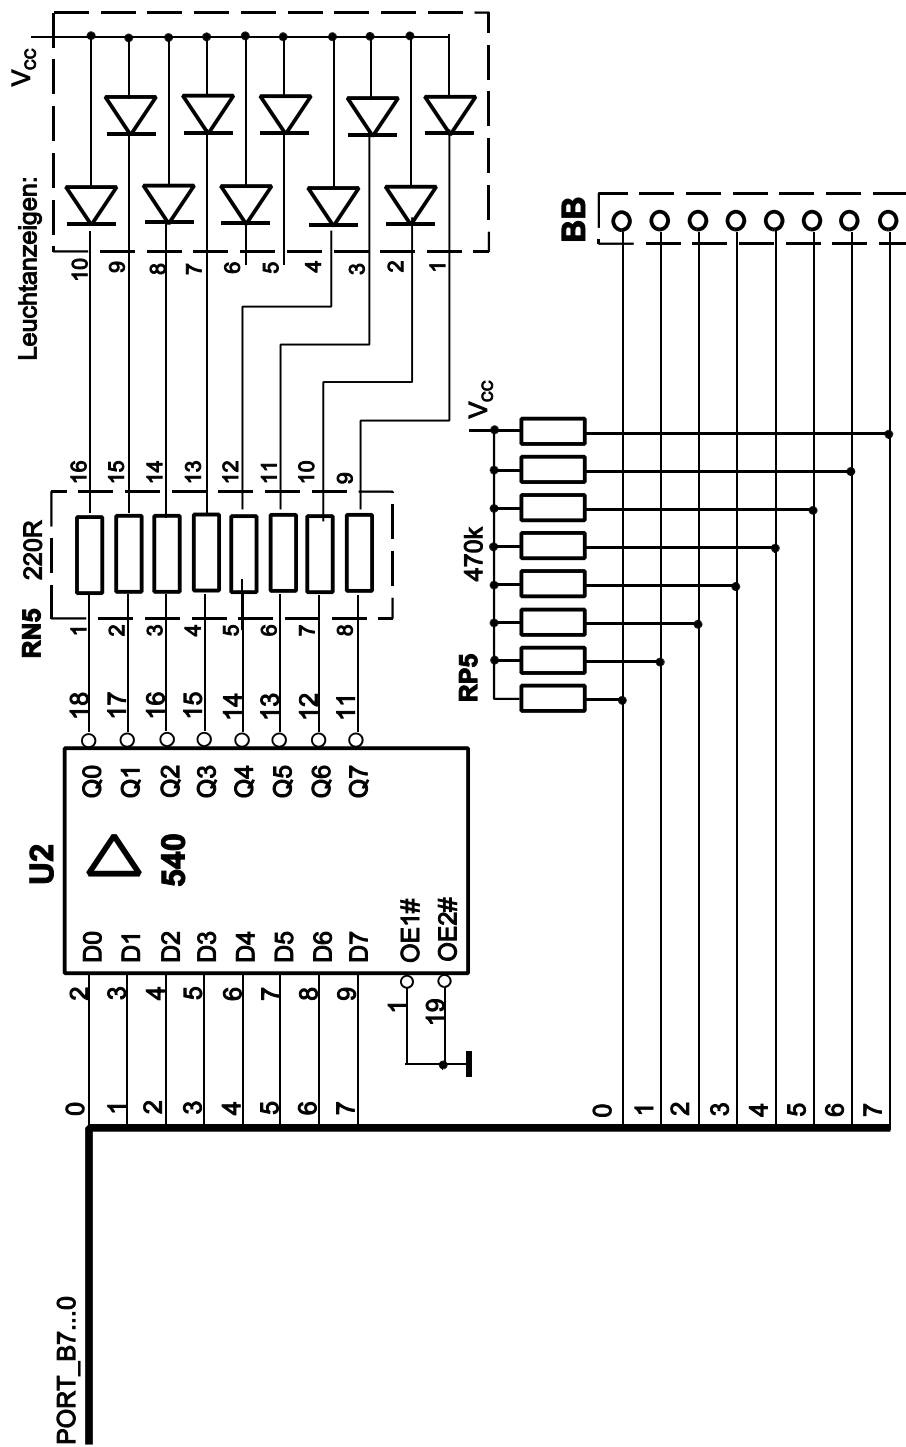 Leuchtanzeigen:
V_CC
10 9 8 7 6 5 4 3 2 1
16 15 14 13 12 11 10 9
RN5 220R
1 2 3 4 5 6 7 8
18 17 16 15 14 13 12 11
U2
Q0 Q1 Q2 Q3 Q4 Q5 Q6 Q7
540
D0 D1 D2 D3 D4 D5 D6 D7 OE1# OE2#
2 3 4 5 6 7 8 9 1 19
0 1 2 3 4 5 6 7
PORT_B7...0
BB
V_CC
RP5 470k
0 1 2 3 4 5 6 7